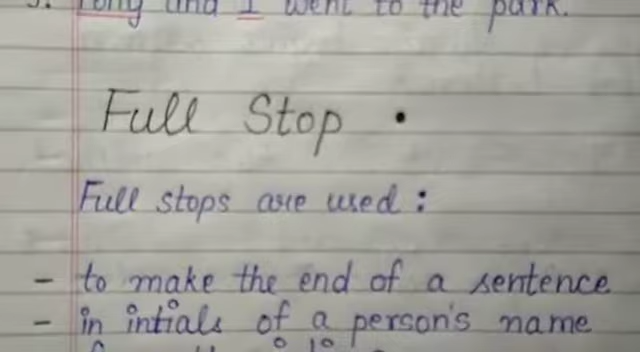 Tony and I went to the park.
Full Stop .
Full stops are used :
- to make the end of a sentence
- in intials of a person's name